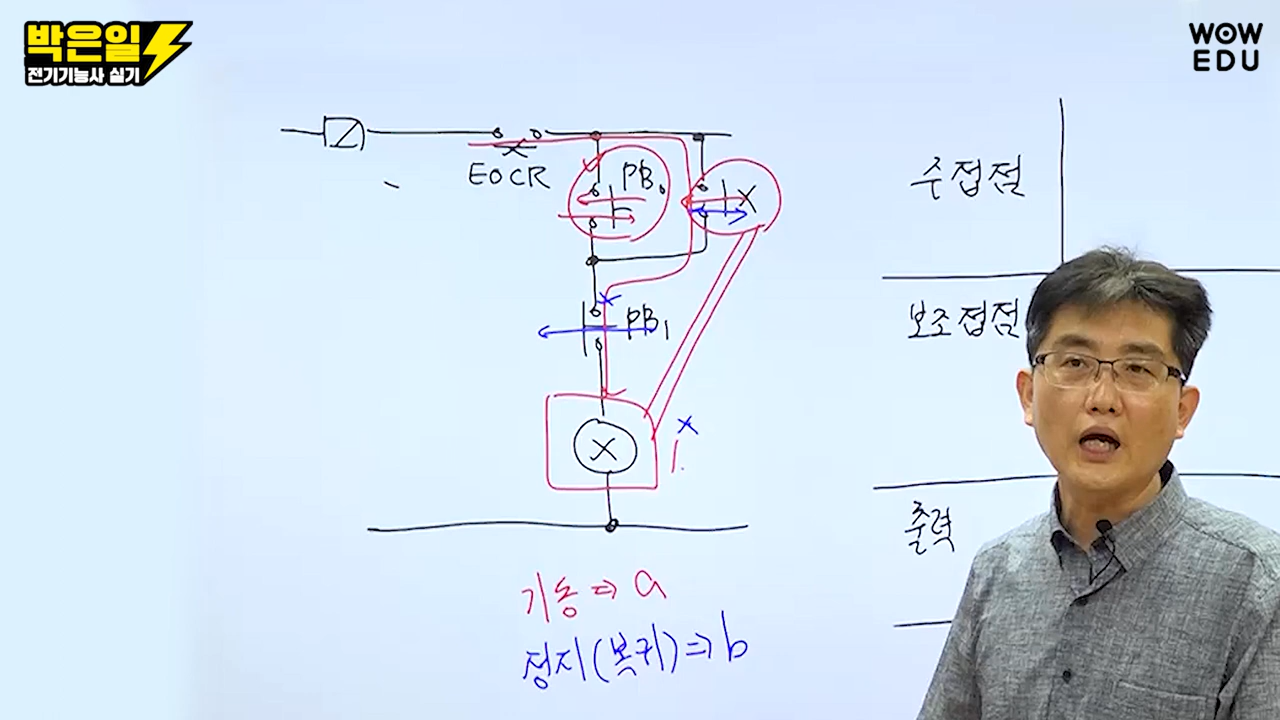 박은일
전기기능사 실기
WOW
EDU
EOCR
PB₀
X
PB₁
X
기동 ⇒ a
정지(복귀) ⇒ b
주접점
보조접점
출력